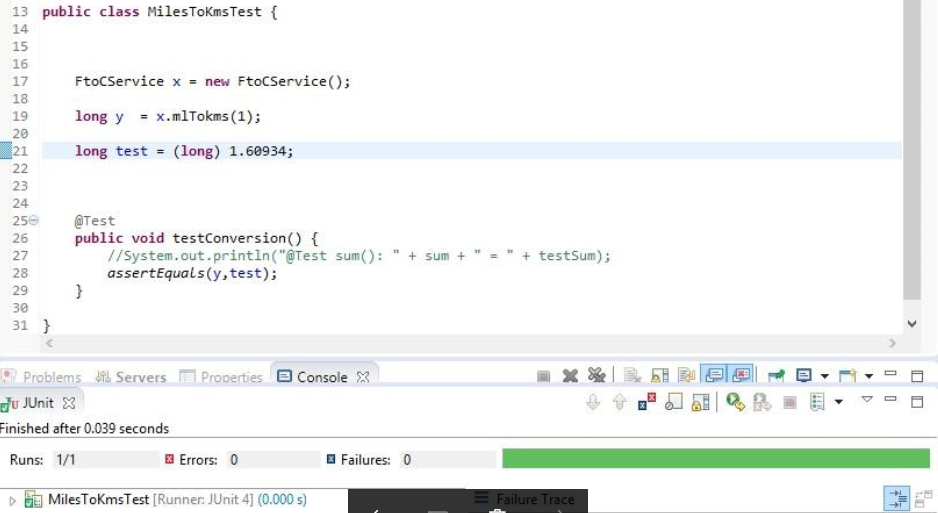 13 public class MilesToKmsTest {
14
15
16
17 FtoCService x = new FtoCService();
18
19 long y = x.mlTokms(1);
20
21 long test = (long) 1.60934;
22
23
24
25 @Test
26 public void testConversion() {
27 //System.out.println("@Test sum(): " + sum + " = " + testSum);
28 assertEquals(y,test);
29 }
30
31 }
Problems Servers Properties Console
JUnit
Finished after 0.039 seconds
Runs: 1/1 Errors: 0 Failures: 0
MilesToKmsTest [Runner: JUnit 4] (0.000 s) Failure Trace